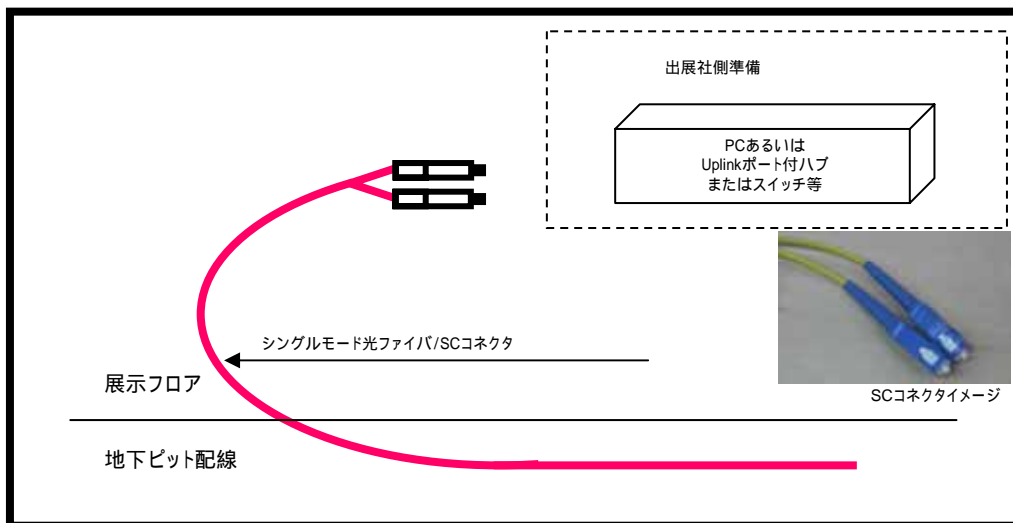 出展社側準備
PCあるいは
Uplinkポート付ハブ
またはスイッチ等
シングルモード光ファイバ/SCコネクタ
展示フロア
SCコネクタイメージ
地下ピット配線